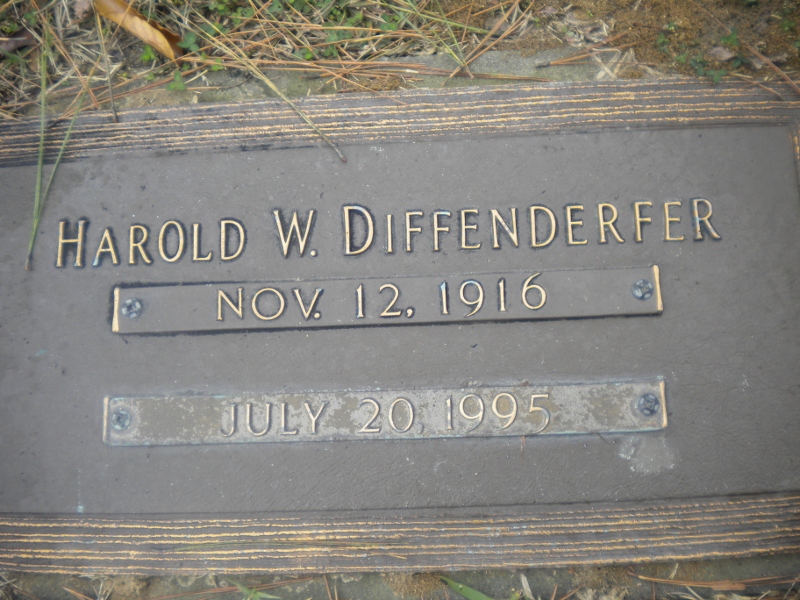 HAROLD W. DIFFENDERFER
NOV. 12, 1916
JULY 20, 1995